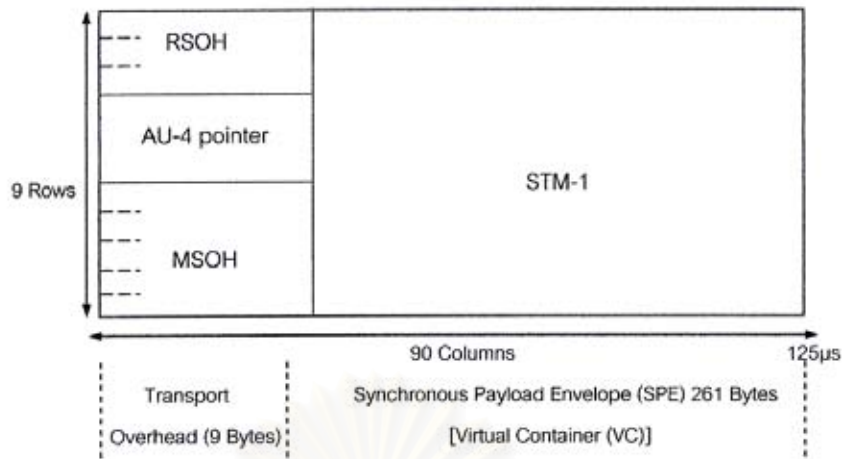 RSOH
AU-4 pointer
9 Rows
STM-1
MSOH
90 Columns
125µs
Transport
Overhead (9 Bytes)
Synchronous Payload Envelope (SPE) 261 Bytes
[Virtual Container (VC)]